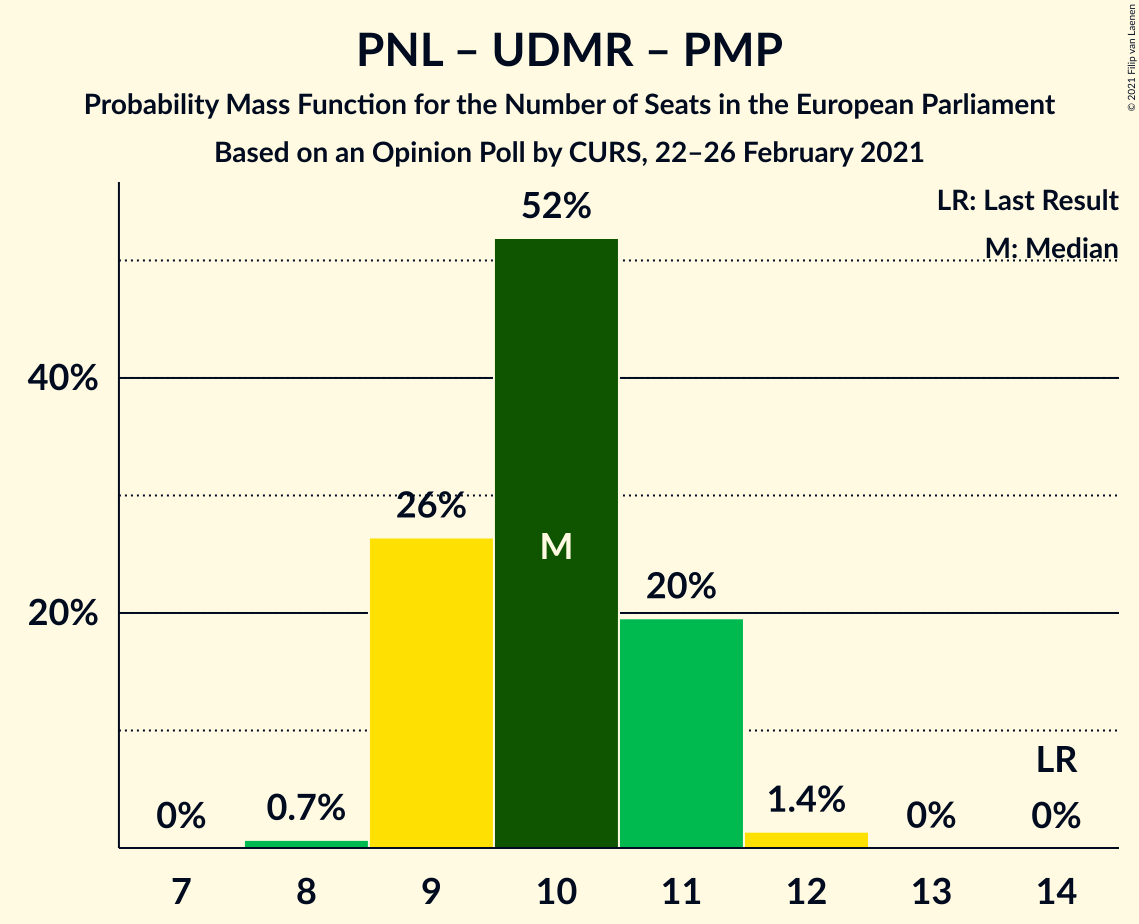 PNL – UDMR – PMP
Probability Mass Function for the Number of Seats in the European Parliament
Based on an Opinion Poll by CURS, 22–26 February 2021
© 2021 Filip van Laenen
LR: Last Result
M: Median
52%
40%
26%
M
20%
20%
LR
0%
0.7%
1.4%
0%
0%
7 8 9 10 11 12 13 14